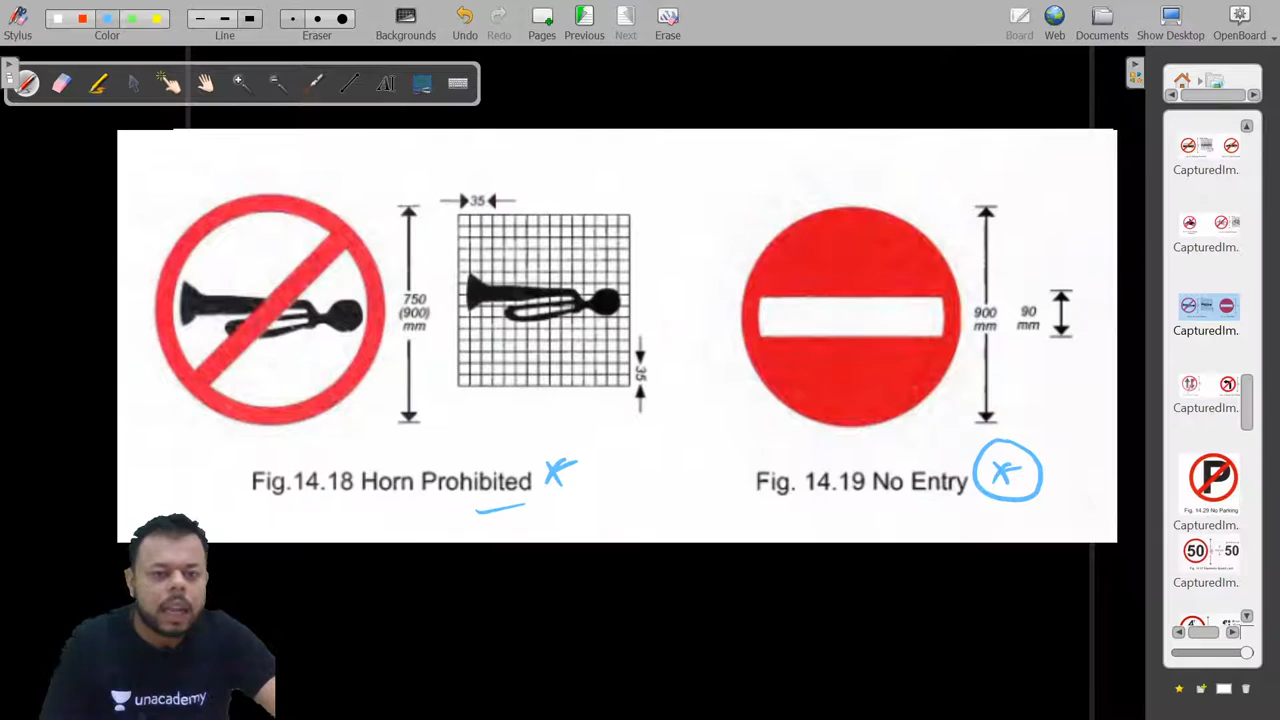 Stylus
Color
Line
Eraser
Backgrounds
Undo
Redo
Pages
Previous
Next
Erase
Board
Web
Documents
Show Desktop
OpenBoard
AI
35
750
(900)
mm
35
900
mm
90
mm
Fig.14.18 Horn Prohibited
Fig. 14.19 No Entry
unacademy
CapturedIm.
CapturedIm.
CapturedIm.
CapturedIm.
P
Fig. 14.29 No Parking
CapturedIm.
50
50
CapturedIm.